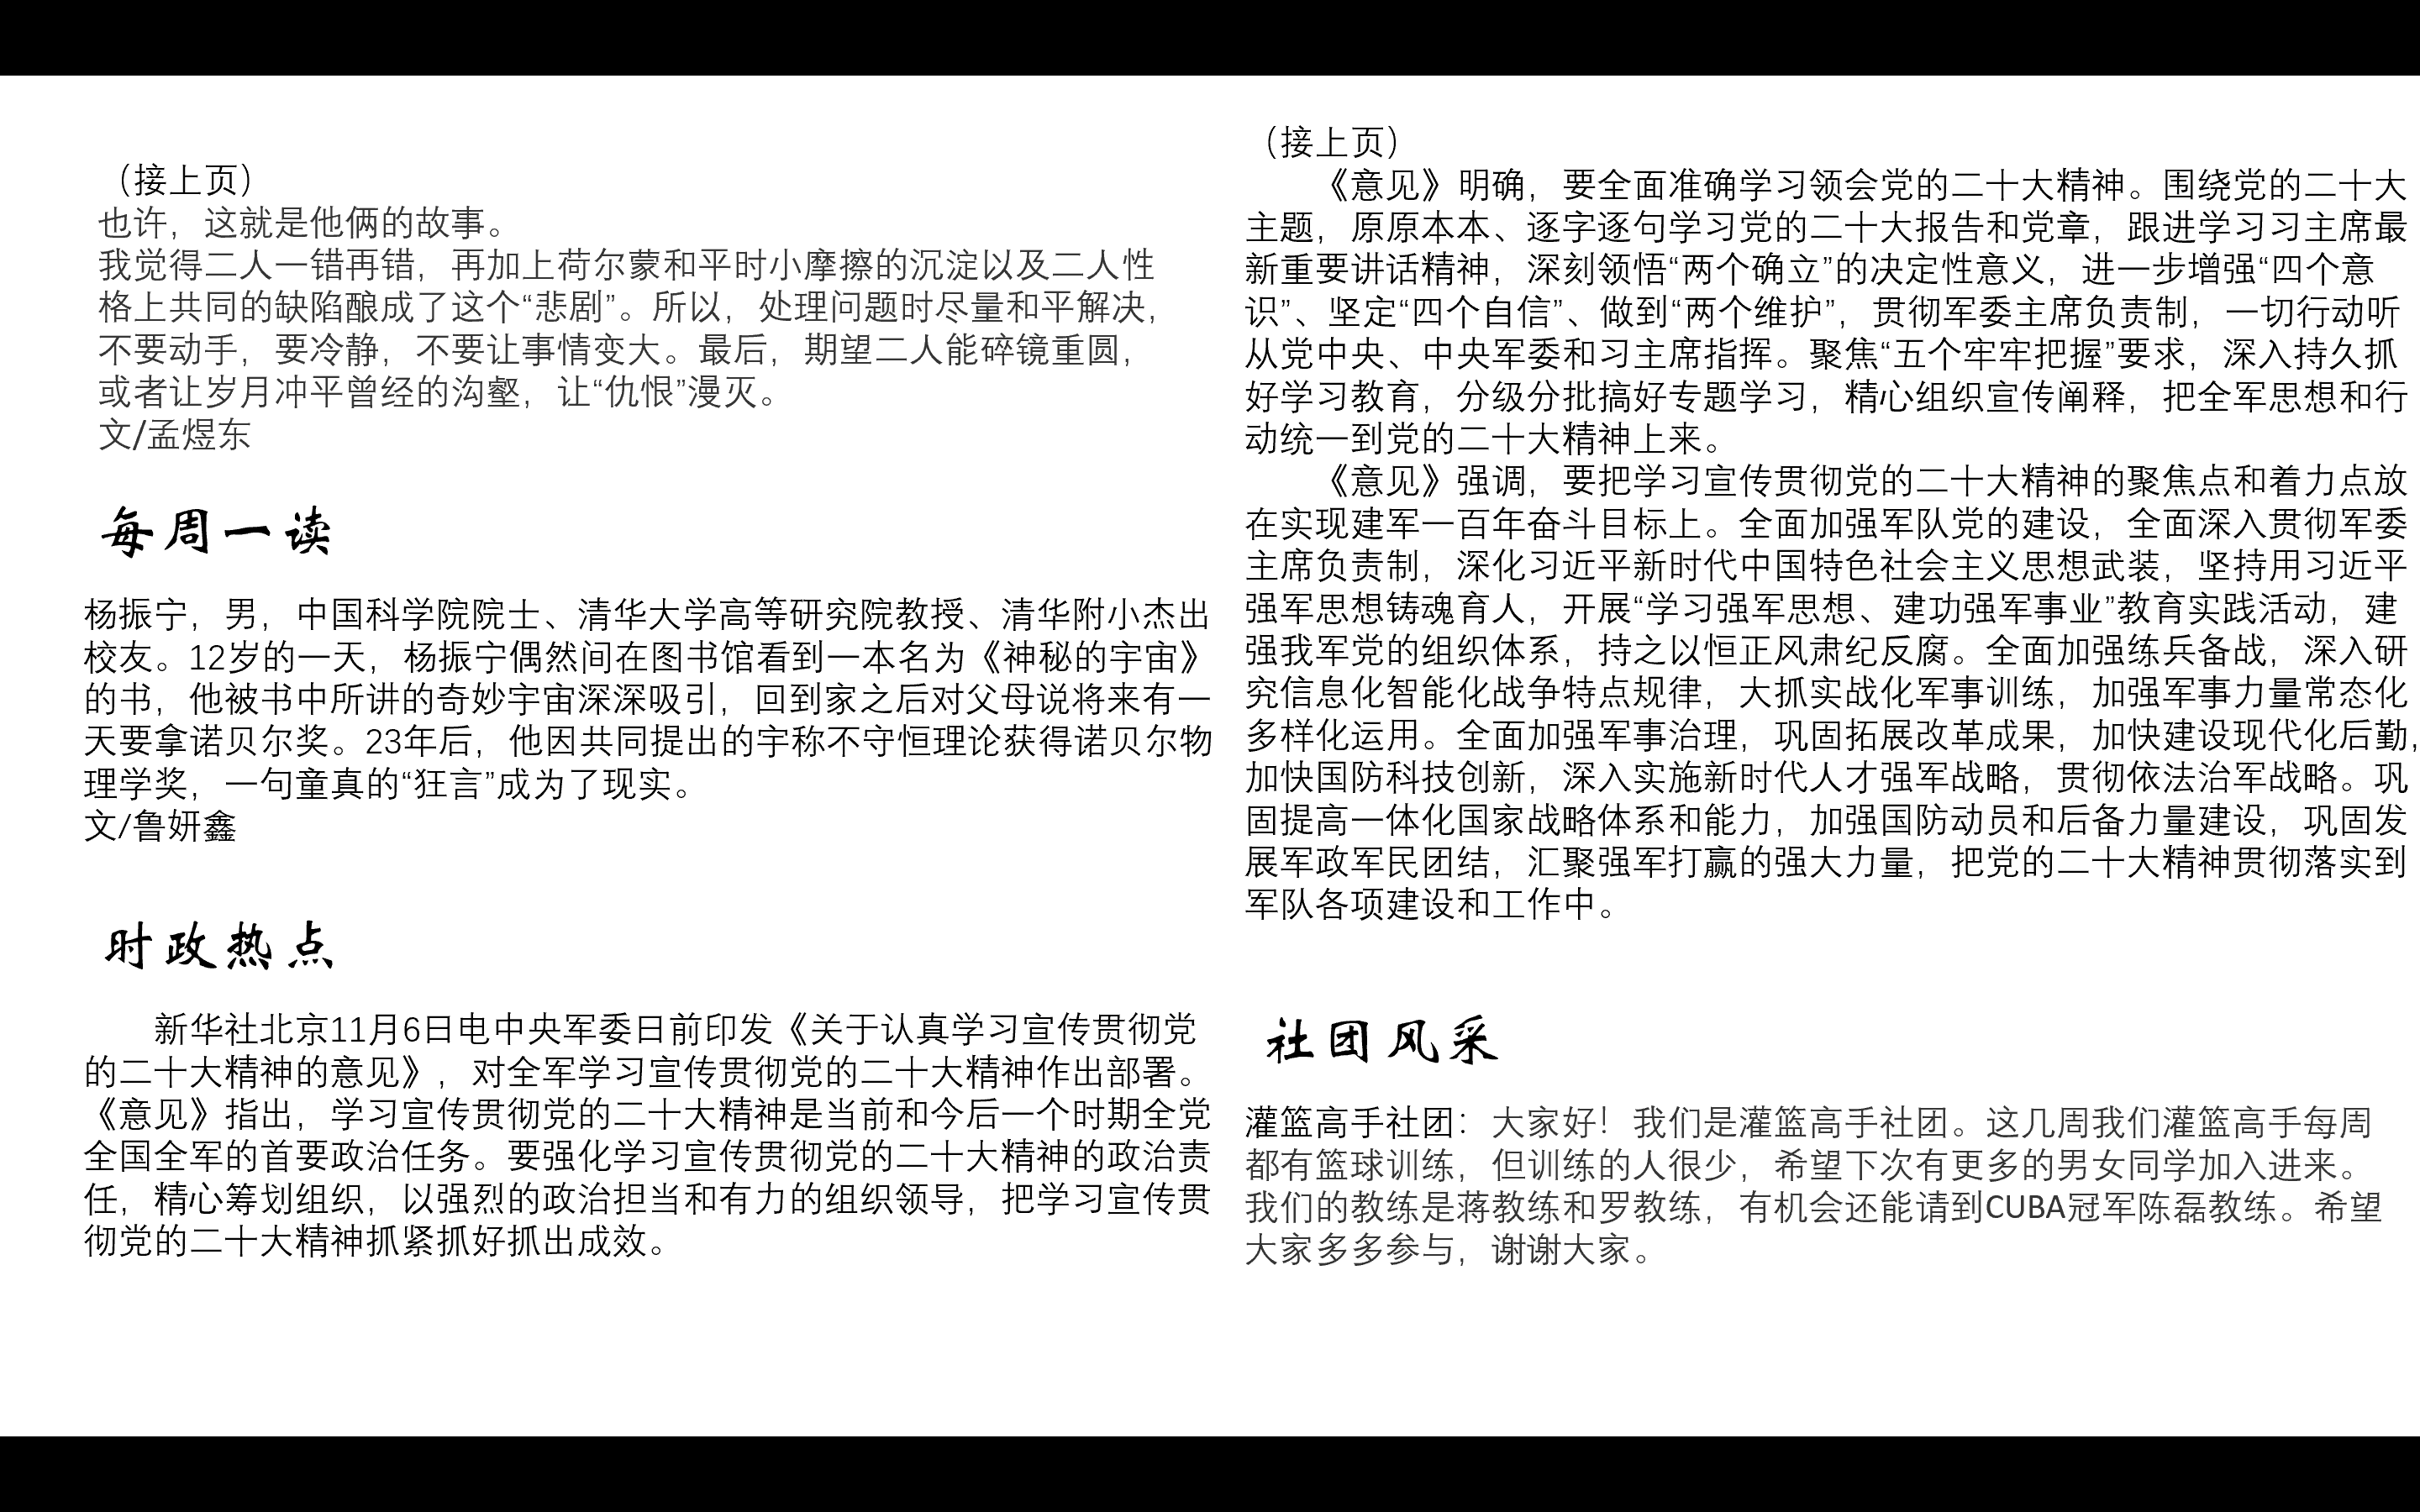 （接上页）
也许，这就是他俩的故事。
我觉得二人一错再错，再加上荷尔蒙和平时小摩擦的沉淀以及二人性
格上共同的缺陷酿成了这个“悲剧”。所以，处理问题时尽量和平解决，
不要动手，要冷静，不要让事情变大。最后，期望二人能碎镜重圆，
或者让岁月冲平曾经的沟壑，让“仇恨”漫灭。
文/孟煜东
每周一读
杨振宁，男，中国科学院院士、清华大学高等研究院教授、清华附小杰出
校友。12岁的一天，杨振宁偶然间在图书馆看到一本名为《神秘的宇宙》
的书，他被书中所讲的奇妙宇宙深深吸引，回到家之后对父母说将来有一
天要拿诺贝尔奖。23年后，他因共同提出的宇称不守恒理论获得诺贝尔物
理学奖，一句童真的“狂言”成为了现实。
文/鲁妍鑫
时政热点
新华社北京11月6日电中央军委日前印发《关于认真学习宣传贯彻党
的二十大精神的意见》，对全军学习宣传贯彻党的二十大精神作出部署。
《意见》指出，学习宣传贯彻党的二十大精神是当前和今后一个时期全党
全国全军的首要政治任务。要强化学习宣传贯彻党的二十大精神的政治责
任，精心筹划组织，以强烈的政治担当和有力的组织领导，把学习宣传贯
彻党的二十大精神抓紧抓好抓出成效。
（接上页）
《意见》明确，要全面准确学习领会党的二十大精神。围绕党的二十大
主题，原原本本、逐字逐句学习党的二十大报告和党章，跟进学习习主席最
新重要讲话精神，深刻领悟“两个确立”的决定性意义，进一步增强“四个意
识”、坚定“四个自信”、做到“两个维护”，贯彻军委主席负责制，一切行动听
从党中央、中央军委和习主席指挥。聚焦“五个牢牢把握”要求，深入持久抓
好学习教育，分级分批搞好专题学习，精心组织宣传阐释，把全军思想和行
动统一到党的二十大精神上来。
《意见》强调，要把学习宣传贯彻党的二十大精神的聚焦点和着力点放
在实现建军一百年奋斗目标上。全面加强军队党的建设，全面深入贯彻军委
主席负责制，深化习近平新时代中国特色社会主义思想武装，坚持用习近平
强军思想铸魂育人，开展“学习强军思想、建功强军事业”教育实践活动，建
强我军党的组织体系，持之以恒正风肃纪反腐。全面加强练兵备战，深入研
究信息化智能化战争特点规律，大抓实战化军事训练，加强军事力量常态化
多样化运用。全面加强军事治理，巩固拓展改革成果，加快建设现代化后勤，
加快国防科技创新，深入实施新时代人才强军战略，贯彻依法治军战略。巩
固提高一体化国家战略体系和能力，加强国防动员和后备力量建设，巩固发
展军政军民团结，汇聚强军打赢的强大力量，把党的二十大精神贯彻落实到
军队各项建设和工作中。
社团风采
灌篮高手社团：大家好！我们是灌篮高手社团。这几周我们灌篮高手每周
都有篮球训练，但训练的人很少，希望下次有更多的男女同学加入进来。
我们的教练是蒋教练和罗教练，有机会还能请到CUBA冠军陈磊教练。希望
大家多多参与，谢谢大家。